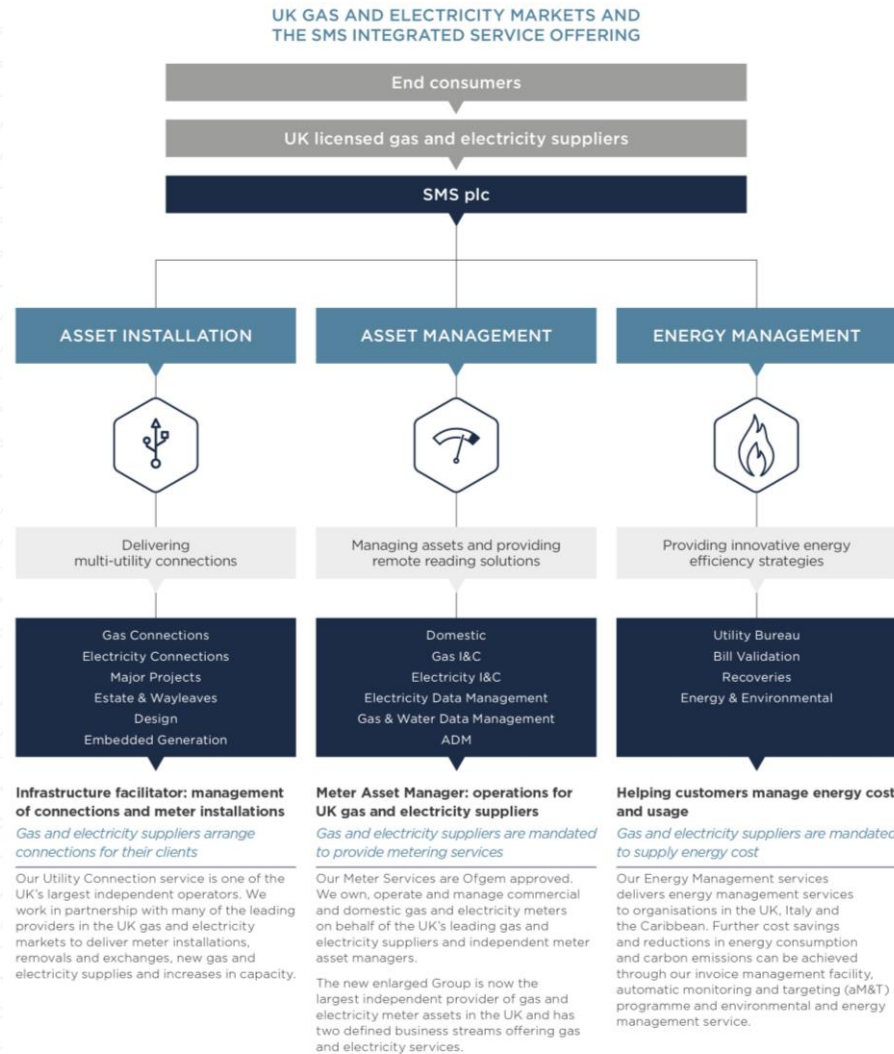 UK GAS AND ELECTRICITY MARKETS AND
THE SMS INTEGRATED SERVICE OFFERING
End consumers
UK licensed gas and electricity suppliers
SMS plc
ASSET INSTALLATION
ASSET MANAGEMENT
ENERGY MANAGEMENT
Delivering
multi-utility connections
Managing assets and providing
remote reading solutions
Providing innovative energy
efficiency strategies
Gas Connections
Electricity Connections
Major Projects
Estate & Wayleaves
Design
Embedded Generation
Domestic
Gas I&C
Electricity I&C
Electricity Data Management
Gas & Water Data Management
ADM
Utility Bureau
Bill Validation
Recoveries
Energy & Environmental
Infrastructure facilitator: management
of connections and meter installations
Gas and electricity suppliers arrange
connections for their clients
Our Utility Connection service is one of the
UK's largest independent operators. We
work in partnership with many of the leading
providers in the UK gas and electricity
markets to deliver meter installations,
removals and exchanges, new gas and
electricity supplies and increases in capacity.
Meter Asset Manager: operations for
UK gas and electricity suppliers
Gas and electricity suppliers are mandated
to provide metering services
Our Meter Services are Ofgem approved.
We own, operate and manage commercial
and domestic gas and electricity meters
on behalf of the UK's leading gas and
electricity suppliers and independent meter
asset managers.
The new enlarged Group is now the
largest independent provider of gas and
electricity meter assets in the UK and has
two defined business streams offering gas
and electricity services.
Helping customers manage energy cost
and usage
Gas and electricity suppliers are mandated
to supply energy cost
Our Energy Management services
delivers energy management services
to organisations in the UK, Italy and
the Caribbean. Further cost savings
and reductions in energy consumption
and carbon emissions can be achieved
through our invoice management facility,
automatic monitoring and targeting (aM&T)
programme and environmental and energy
management service.